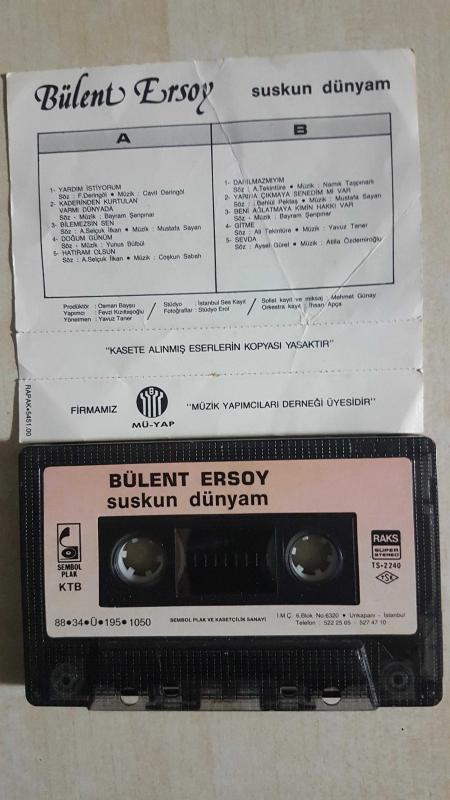 Bülent Ersoy suskun dünyam
A
1- YARDIM İSTİYORUM
Söz : F.Deringöl • Müzik : Cavit Deringöl
2- KADERİNDEN KURTULAN
VARMI DÜNYADA
Söz - Müzik : Bayram Şenpınar
3- BİLEMEZSİN SEN
Söz : A.Selçuk İlkan • Müzik : Mustafa Sayan
4- DOĞUM GÜNÜM
Söz - Müzik : Yunus Bülbül
5- HATIRAM OLSUN
Söz : A.Selçuk İlkan • Müzik : Coşkun Sabah
B
1- DARILMAZMIYIM
Söz : A.Tekintüre • Müzik : Namık Taşpınarlı
2- YARINA ÇIKMAYA SENEDİM Mİ VAR
Söz : İ.Behlül Pektaş • Müzik : Mustafa Sayan
3- BENİ AĞLATMAYA KİMİN HAKKI VAR
Söz - Müzik : Bayram Şenpınar
4- GİTME
Söz : Ali Tekintüre • Müzik : Yavuz Taner
5- SEVDA
Söz : Aysel Gürel • Müzik : Atilla Özdemiroğlu
Prodüktör : Osman Bayşu
Yapımcı : Fevzi Kızıltaşoğlu
Yönetmen : Yavuz Taner
Stüdyo : İstanbul Ses Kayıt
Fotoğraflar : Stüdyo Erol
Solist kayıt ve miksaj : Mehmet Günay
Orkestra kayıt : İhsan Apça
"KASETE ALINMIŞ ESERLERİN KOPYASI YASAKTIR"
RAPAK•5451.00
FİRMAMIZ
MÜ-YAP
"MÜZİK YAPIMCILARI DERNEĞİ ÜYESİDİR"
BÜLENT ERSOY
suskun dünyam
SEMBOL
PLAK
KTB
RAKS
SÜPER
STEREO
TS-2240
TSE
88•34•Ü•195•1050
SEMBOL PLAK VE KASETÇİLİK SANAYİ
İ.M.Ç. 6.Blok No:6320 • Unkapanı - İstanbul
Telefon : 522 25 65 - 527 47 10